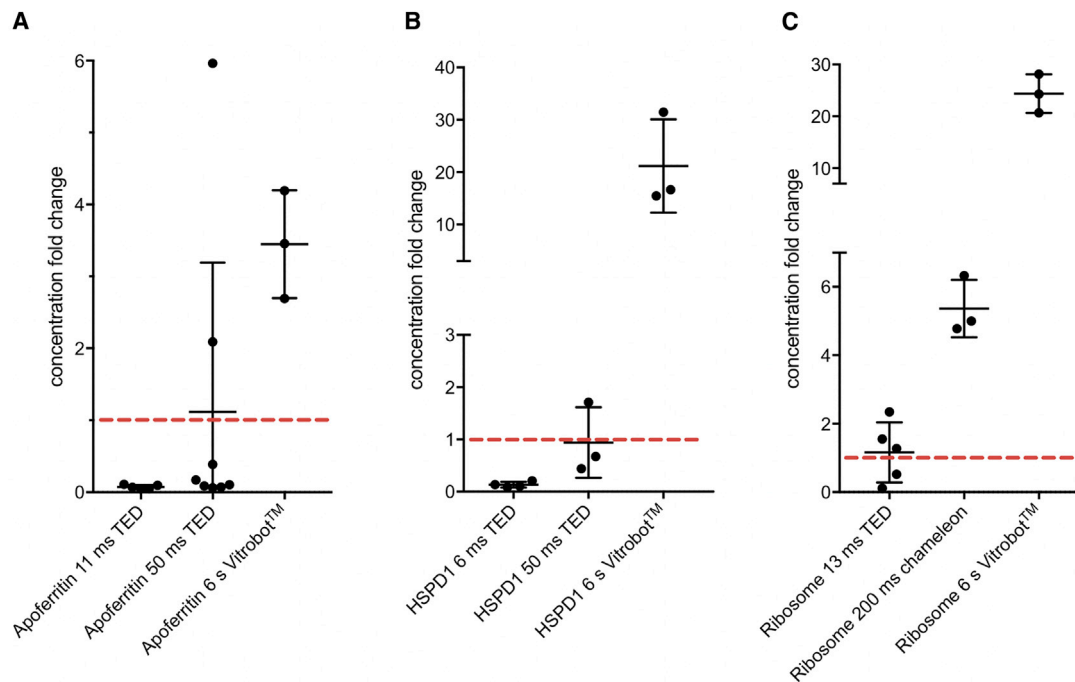 A
B
C
concentration fold change
6
4
2
0
Apoferritin 11 ms TED
Apoferritin 50 ms TED
Apoferritin 6 s Vitrobot™
concentration fold change
40
30
20
10
3
2
1
0
HSPD1 6 ms TED
HSPD1 50 ms TED
HSPD1 6 s Vitrobot™
concentration fold change
30
20
10
6
4
2
0
Ribosome 13 ms TED
Ribosome 200 ms chameleon
Ribosome 6 s Vitrobot™